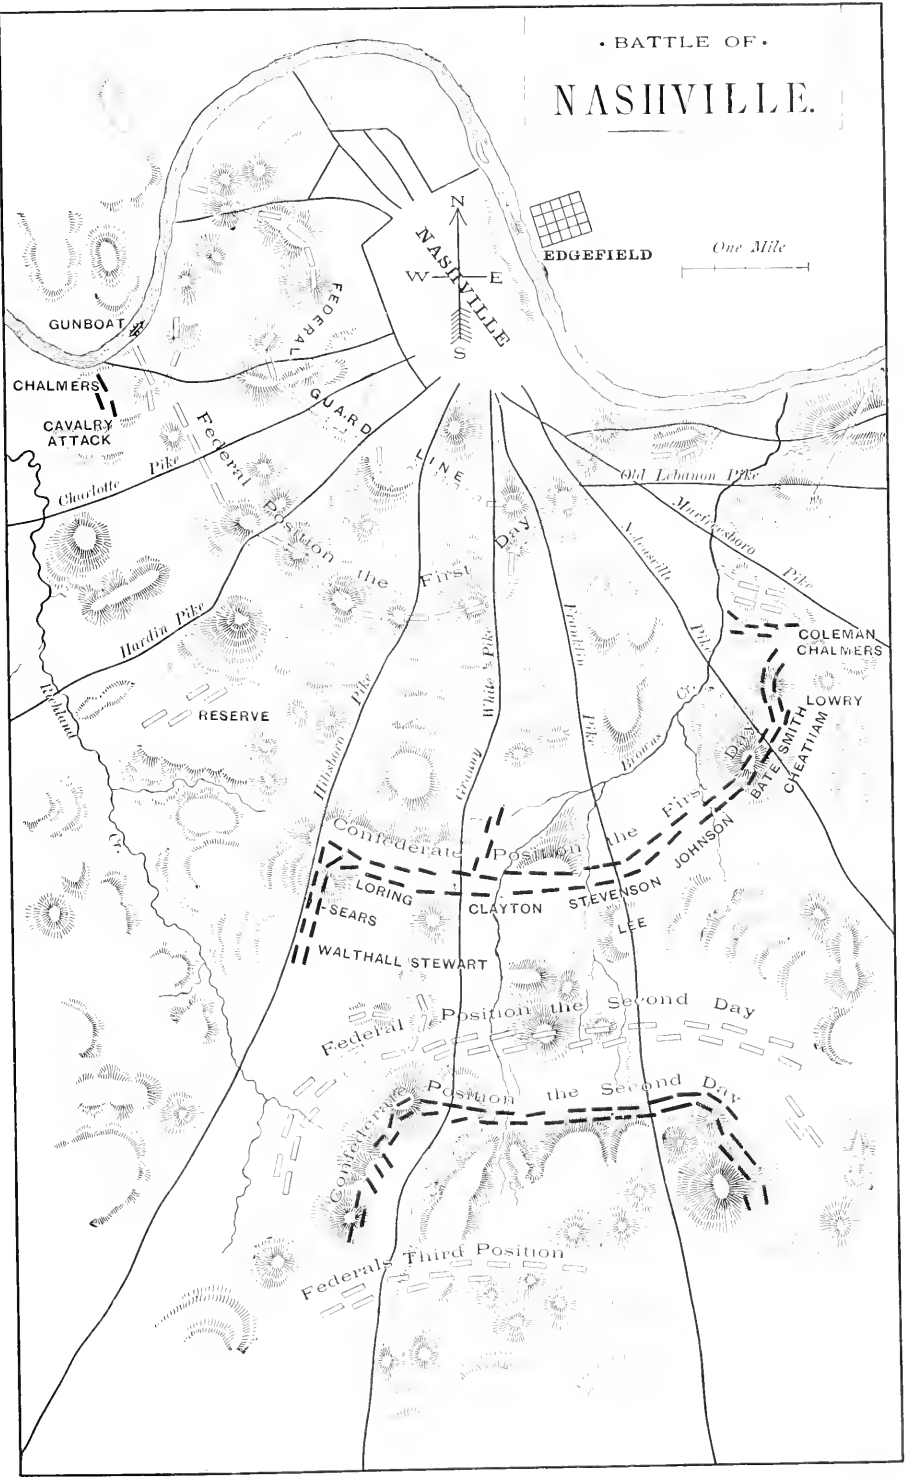 · BATTLE OF ·
NASHVILLE.
N
W E
S
NASHVILLE
EDGEFIELD
One Mile
GUNBOAT
FEDERAL
GUARD
LINE
CHALMERS
CAVALRY
ATTACK
Charlotte Pike
Federal Position the First Day
Old Lebanon Pike
Murfreesboro Pike
Nolensville Pike
Hardin Pike
Richland Cr.
RESERVE
Hillsboro Pike
Granny White Pike
Franklin Pike
Browns Cr.
COLEMAN
CHALMERS
LOWRY
SMITH
CHEATHAM
BATE
Confederate Position the First Day
LORING
SEARS
WALTHALL STEWART
CLAYTON
STEVENSON
JOHNSON
LEE
Federal Position the Second Day
Confederate Position the Second Day
Federals Third Position